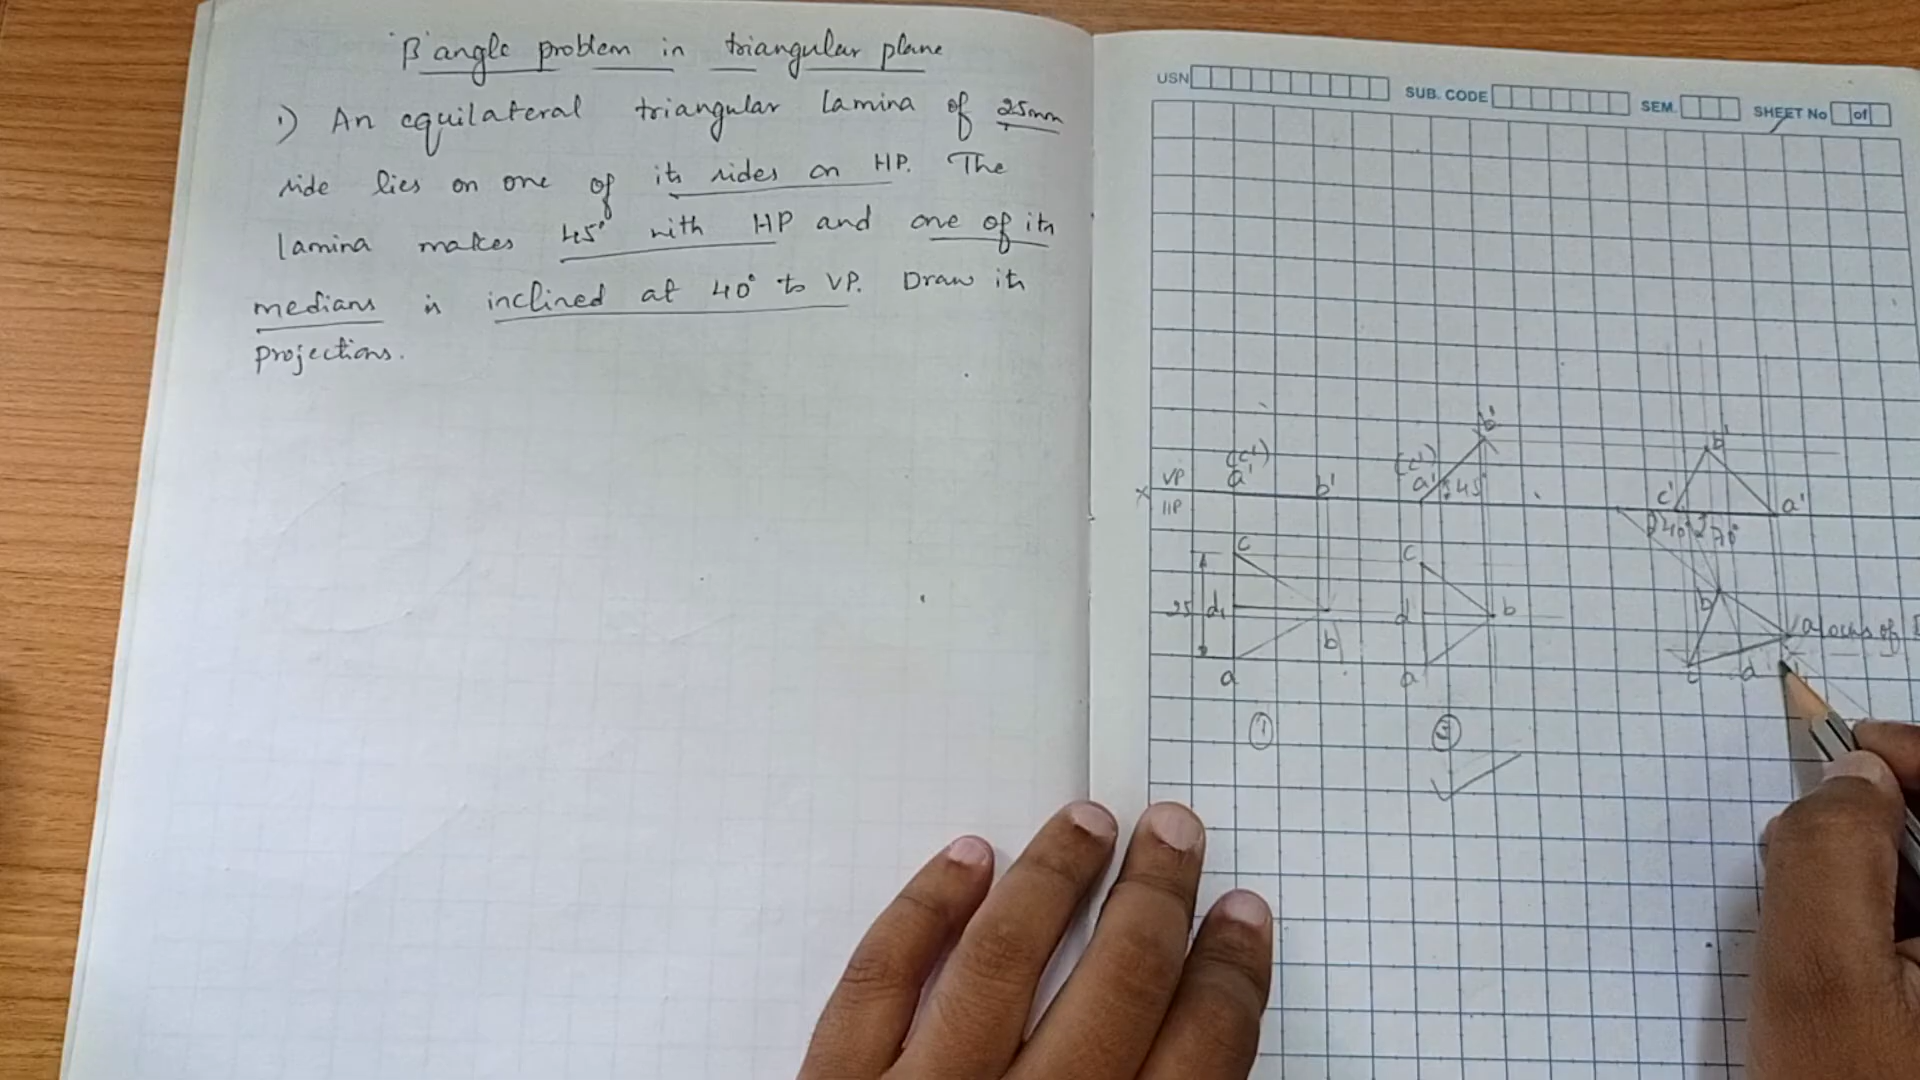 'β' angle problem in triangular plane
1) An equilateral triangular lamina of 25mm
side lies on one of its sides on HP. The
lamina makes 45° with HP and one of its
medians is inclined at 40° to VP. Draw its
projections.
USN
SUB. CODE
SEM.
SHEET No of
b'
b'
(c')
a'
(c')
a' 45°
VP
X
HP
b'
c'
a'
40°
70°
c
c
25
d
b
d
b
b
a
locus of
a
a
c
d
1
2